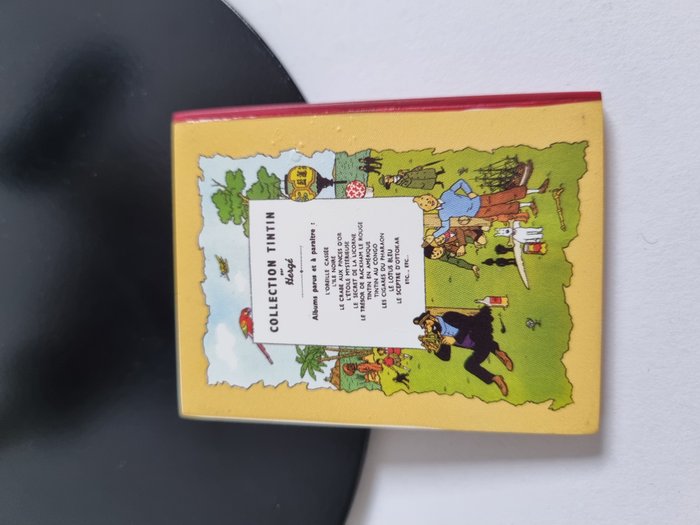 COLLECTION TINTIN
par
Hergé
Albums parus et à paraître :
L'OREILLE CASSÉE
L'ILE NOIRE
LE CRABE AUX PINCES D'OR
L'ÉTOILE MYSTÉRIEUSE
LE SECRET DE LA LICORNE
LE TRÉSOR DE RACKHAM LE ROUGE
TINTIN EN AMÉRIQUE
TINTIN AU CONGO
LES CIGARES DU PHARAON
LE LOTUS BLEU
LE SCEPTRE D'OTTOKAR
ETC... ETC...